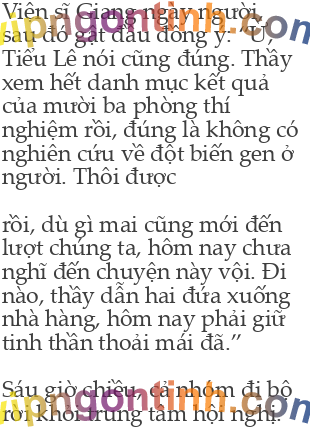 Viện sĩ Giang ngây người,
sau đó gật đầu đồng ý: “Ừ,
Tiểu Lê nói cũng đúng. Thầy
xem hết danh mục kết quả
của mười ba phòng thí
nghiệm rồi, đúng là không có
nghiên cứu về đột biến gen ở
người. Thôi được
rồi, dù gì mai cũng mới đến
lượt chúng ta, hôm nay chưa
nghĩ đến chuyện này vội. Đi
nào, thầy dẫn hai đứa xuống
nhà hàng, hôm nay phải giữ
tinh thần thoải mái đã.”
Sáu giờ chiều, cả nhóm đi bộ
rời khỏi trung tâm hội nghị.
vipngontinh.com
vipngontinh.com